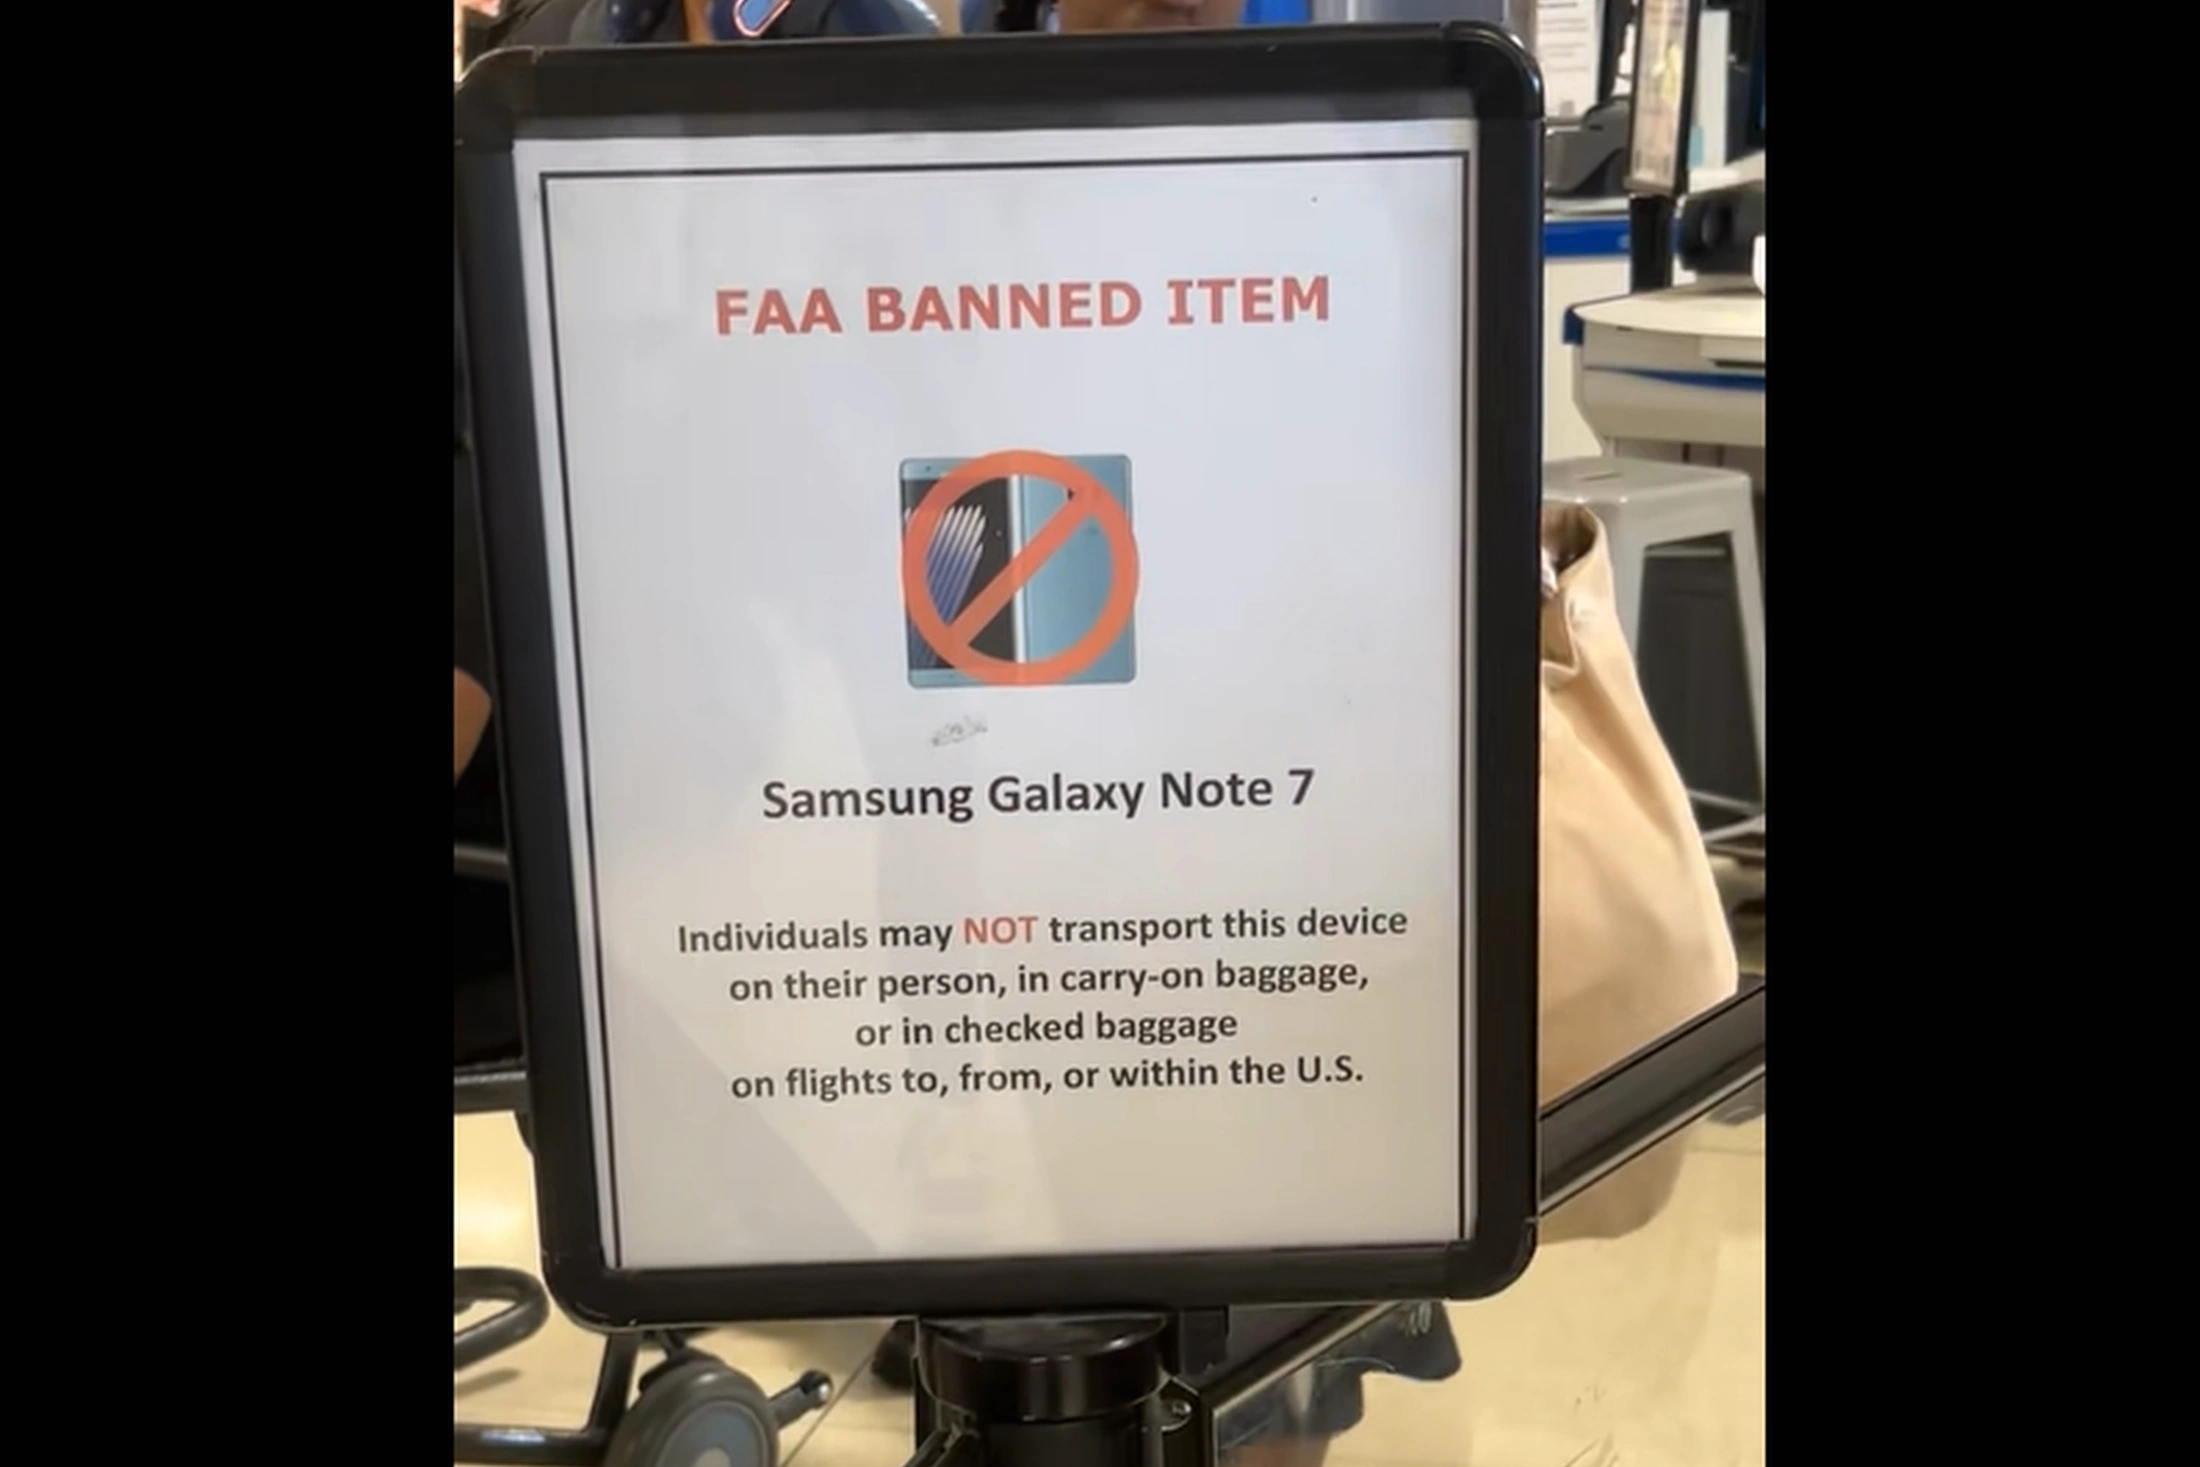 FAA BANNED ITEM
Samsung Galaxy Note 7
Individuals may NOT transport this device
on their person, in carry-on baggage,
or in checked baggage
on flights to, from, or within the U.S.